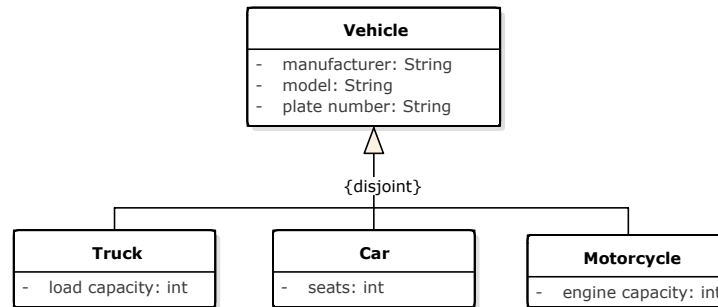 Vehicle
- manufacturer: String
- model: String
- plate number: String
{disjoint}
Truck
- load capacity: int
Car
- seats: int
Motorcycle
- engine capacity: int